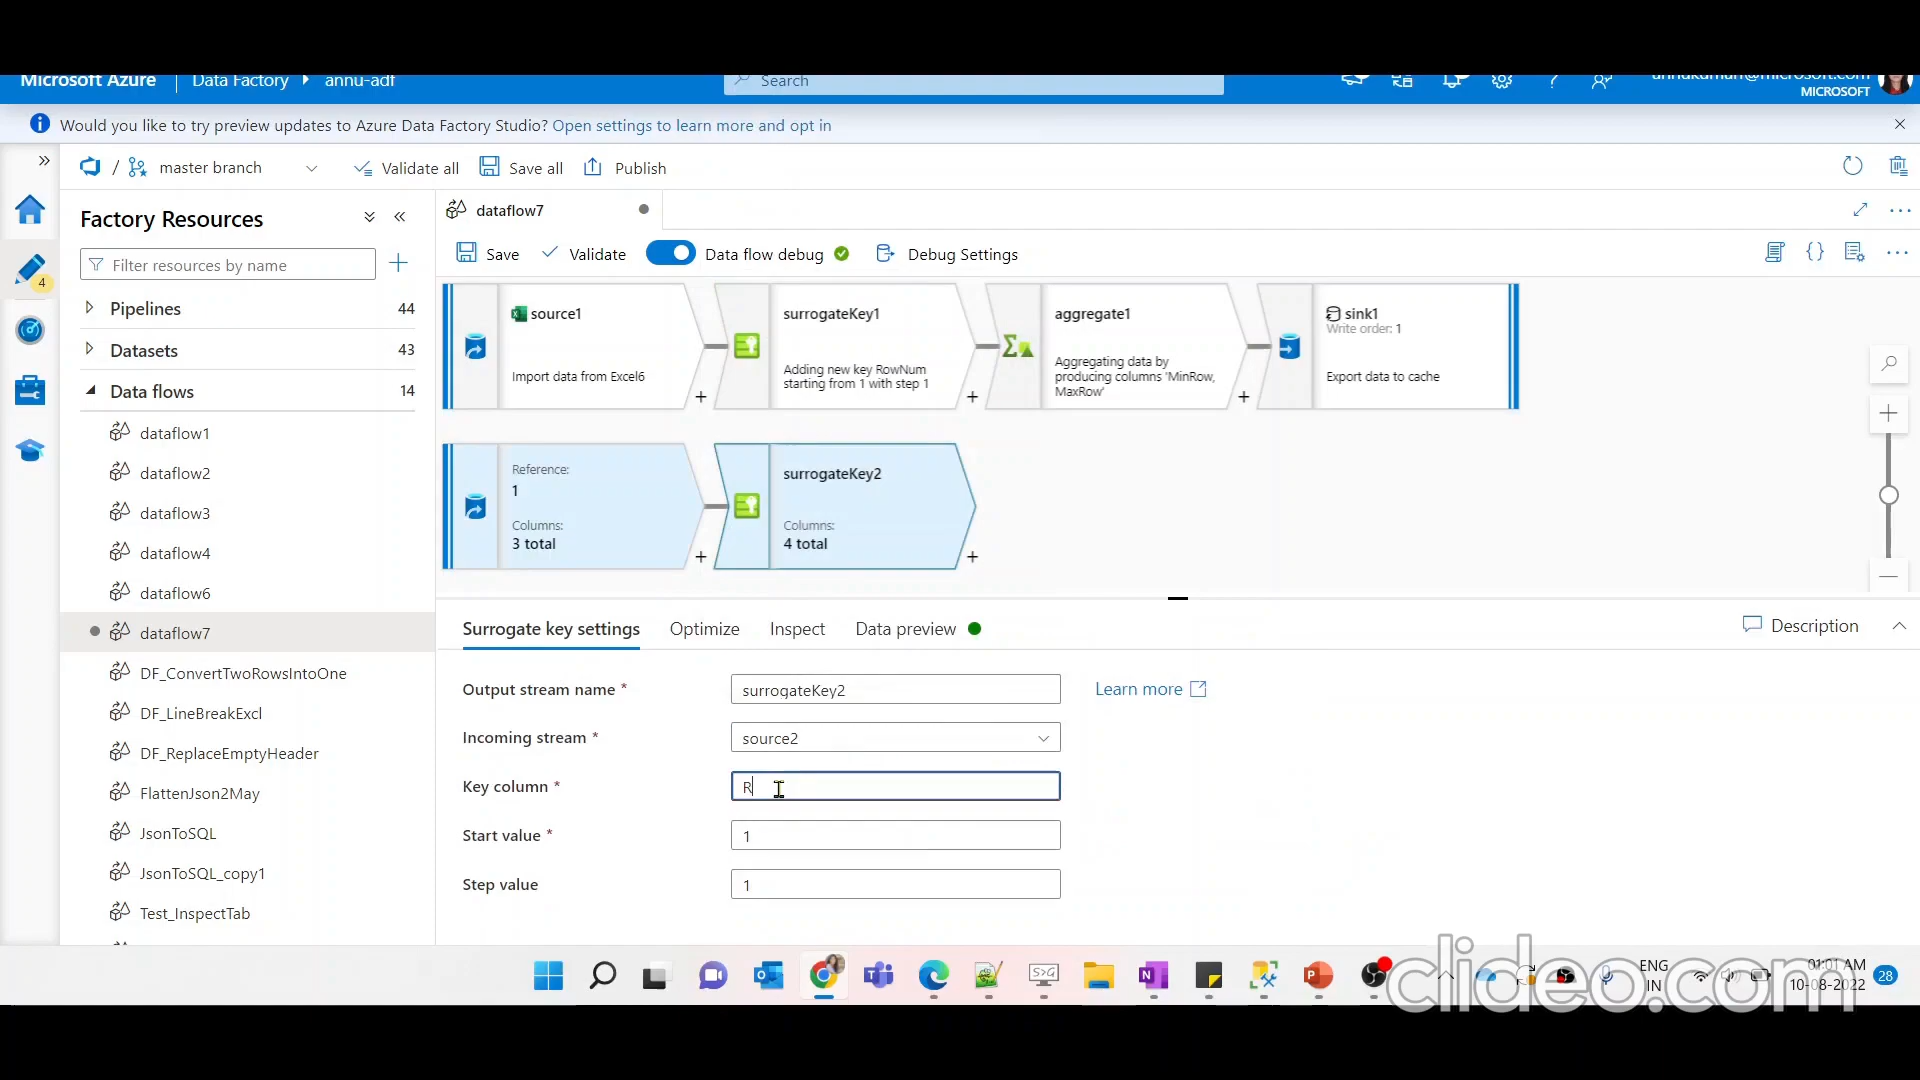 Microsoft Azure
Data Factory
annu-adf
Search
MICROSOFT
Would you like to try preview updates to Azure Data Factory Studio? Open settings to learn more and opt in
/
master branch
Validate all
Save all
Publish
Factory Resources
dataflow7
Filter resources by name
Save
Validate
Data flow debug
Debug Settings
4
Pipelines 44
Datasets 43
Data flows 14
dataflow1
dataflow2
dataflow3
dataflow4
dataflow6
dataflow7
DF_ConvertTwoRowsIntoOne
DF_LineBreakExcl
DF_ReplaceEmptyHeader
FlattenJson2May
JsonToSQL
JsonToSQL_copy1
Test_InspectTab
source1
Import data from Excel6
surrogateKey1
Adding new key RowNum
starting from 1 with step 1
aggregate1
Aggregating data by
producing columns 'MinRow,
MaxRow'
sink1
Write order: 1
Export data to cache
Reference:
1
Columns:
3 total
surrogateKey2
Columns:
4 total
Surrogate key settings
Optimize
Inspect
Data preview
Description
Output stream name *
surrogateKey2
Learn more
Incoming stream *
source2
Key column *
R
Start value *
1
Step value
1
ENG
IN
01:01 AM
10-08-2022
28
clideo.com